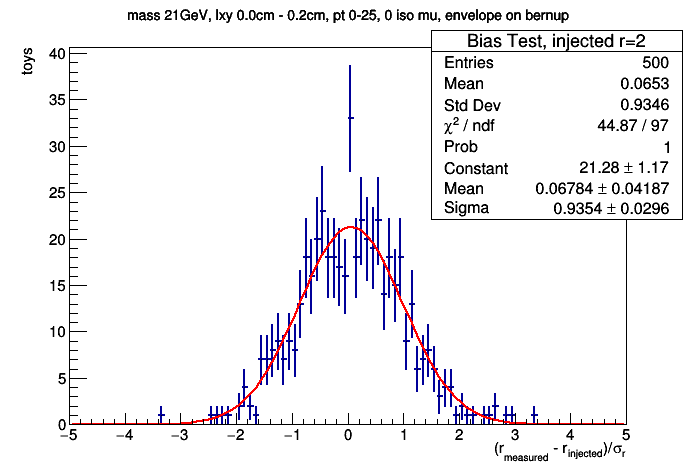 mass 21GeV, lxy 0.0cm - 0.2cm, pt 0-25, 0 iso mu, envelope on bernup
Bias Test, injected r=2
Entries 500
Mean 0.0653
Std Dev 0.9346
χ² / ndf 44.87 / 97
Prob 1
Constant 21.28 ± 1.17
Mean 0.06784 ± 0.04187
Sigma 0.9354 ± 0.0296
toys
40
35
30
25
20
15
10
5
0
−5 −4 −3 −2 −1 0 1 2 3 4 5
(r_measured - r_injected)/σ_r